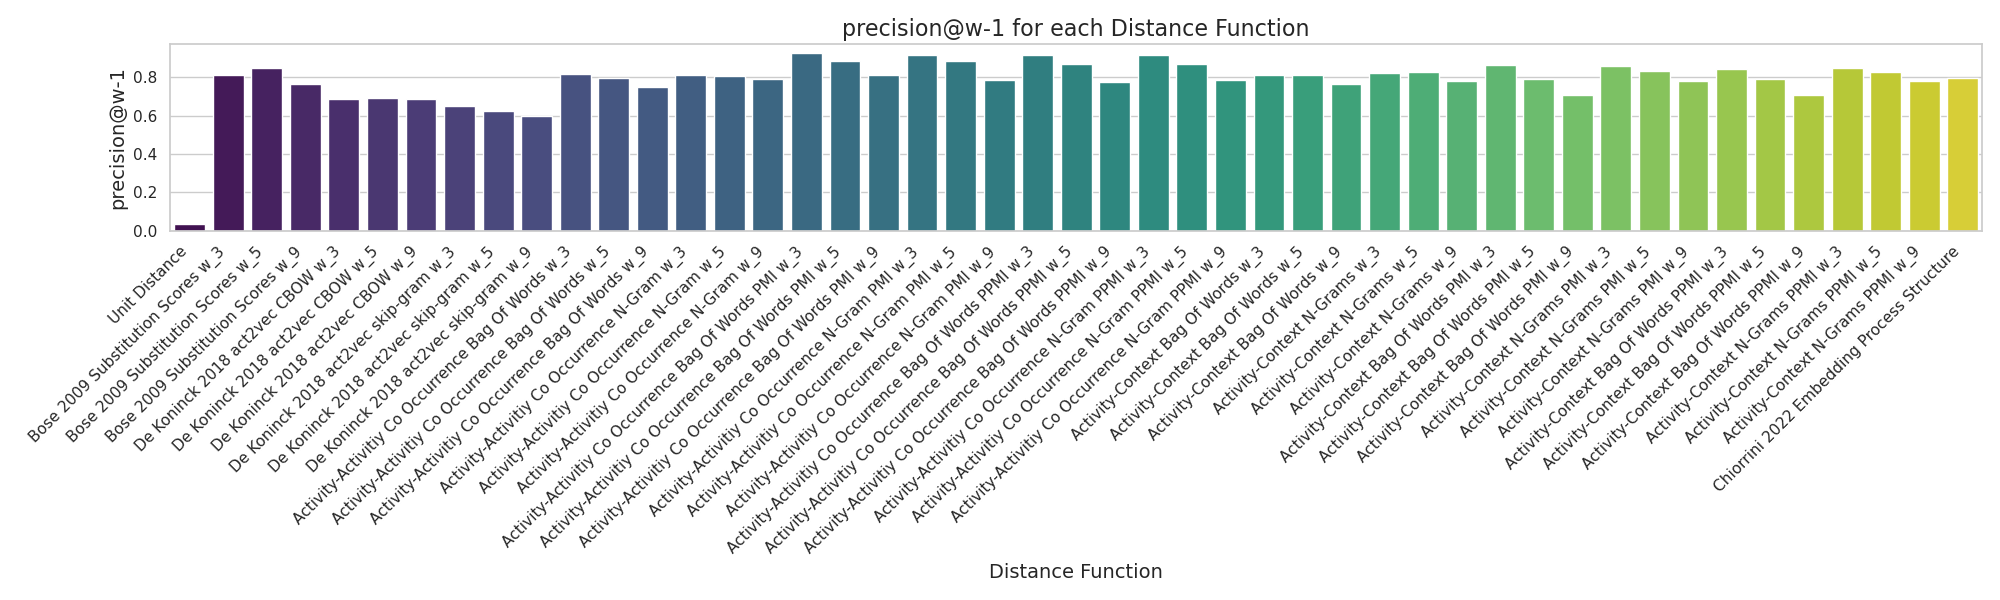 precision@w-1 for each Distance Function
precision@w-1
0.8
0.6
0.4
0.2
0.0
Unit Distance
Bose 2009 Substitution Scores w_3
Bose 2009 Substitution Scores w_5
Bose 2009 Substitution Scores w_9
De Koninck 2018 act2vec CBOW w_3
De Koninck 2018 act2vec CBOW w_5
De Koninck 2018 act2vec CBOW w_9
De Koninck 2018 act2vec skip-gram w_3
De Koninck 2018 act2vec skip-gram w_5
De Koninck 2018 act2vec skip-gram w_9
Activity-Activitiy Co Occurrence Bag Of Words w_3
Activity-Activitiy Co Occurrence Bag Of Words w_5
Activity-Activitiy Co Occurrence Bag Of Words w_9
Activity-Activitiy Co Occurrence N-Gram w_3
Activity-Activitiy Co Occurrence N-Gram w_5
Activity-Activitiy Co Occurrence N-Gram w_9
Activity-Activitiy Co Occurrence Bag Of Words PMI w_3
Activity-Activitiy Co Occurrence Bag Of Words PMI w_5
Activity-Activitiy Co Occurrence Bag Of Words PMI w_9
Activity-Activitiy Co Occurrence N-Gram PMI w_3
Activity-Activitiy Co Occurrence N-Gram PMI w_5
Activity-Activitiy Co Occurrence N-Gram PMI w_9
Activity-Activitiy Co Occurrence Bag Of Words PPMI w_3
Activity-Activitiy Co Occurrence Bag Of Words PPMI w_5
Activity-Activitiy Co Occurrence Bag Of Words PPMI w_9
Activity-Activitiy Co Occurrence N-Gram PPMI w_3
Activity-Activitiy Co Occurrence N-Gram PPMI w_5
Activity-Activitiy Co Occurrence N-Gram PPMI w_9
Activity-Context Bag Of Words w_3
Activity-Context Bag Of Words w_5
Activity-Context Bag Of Words w_9
Activity-Context N-Grams w_3
Activity-Context N-Grams w_5
Activity-Context N-Grams w_9
Activity-Context Bag Of Words PMI w_3
Activity-Context Bag Of Words PMI w_5
Activity-Context Bag Of Words PMI w_9
Activity-Context N-Grams PMI w_3
Activity-Context N-Grams PMI w_5
Activity-Context N-Grams PMI w_9
Activity-Context Bag Of Words PPMI w_3
Activity-Context Bag Of Words PPMI w_5
Activity-Context Bag Of Words PPMI w_9
Activity-Context N-Grams PPMI w_3
Activity-Context N-Grams PPMI w_5
Activity-Context N-Grams PPMI w_9
Chiorrini 2022 Embedding Process Structure
Distance Function